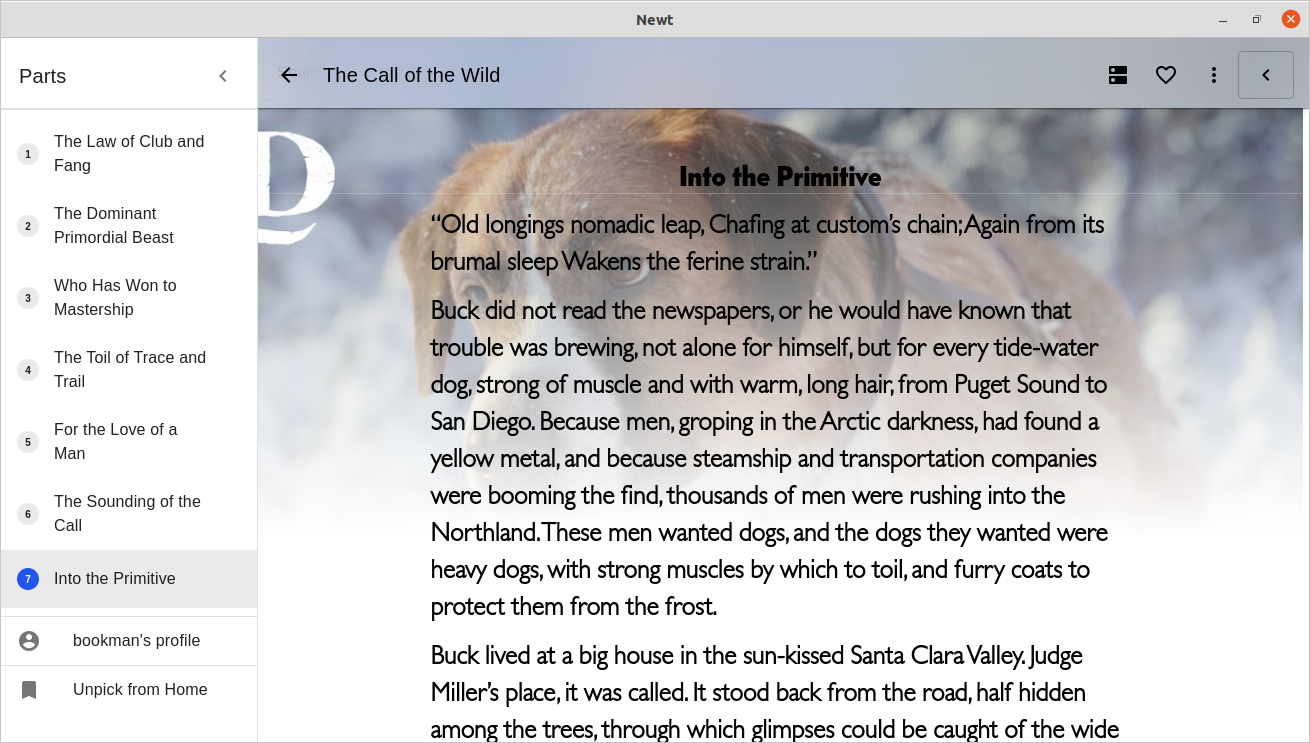 Newt
Parts
The Call of the Wild
1
The Law of Club and
Fang
2
The Dominant
Primordial Beast
3
Who Has Won to
Mastership
4
The Toil of Trace and
Trail
5
For the Love of a
Man
6
The Sounding of the
Call
7
Into the Primitive
bookman's profile
Unpick from Home
D
Into the Primitive
“Old longings nomadic leap, Chafing at custom’s chain; Again from its
brumal sleep Wakens the ferine strain.”
Buck did not read the newspapers, or he would have known that
trouble was brewing, not alone for himself, but for every tide-water
dog, strong of muscle and with warm, long hair, from Puget Sound to
San Diego. Because men, groping in the Arctic darkness, had found a
yellow metal, and because steamship and transportation companies
were booming the find, thousands of men were rushing into the
Northland. These men wanted dogs, and the dogs they wanted were
heavy dogs, with strong muscles by which to toil, and furry coats to
protect them from the frost.
Buck lived at a big house in the sun-kissed Santa Clara Valley. Judge
Miller’s place, it was called. It stood back from the road, half hidden
among the trees, through which glimpses could be caught of the wide